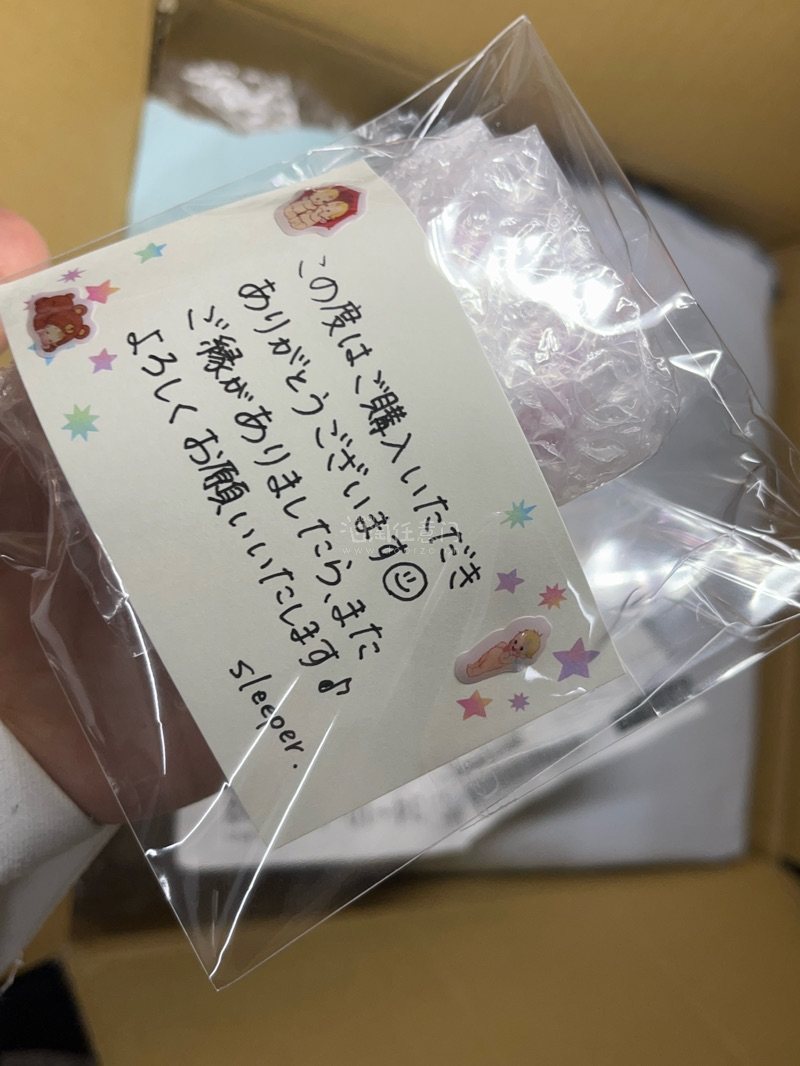 この度はご購入いただき
ありがとうございます
ご縁がありましたら、また
よろしくお願いいたします♪
sleeper.